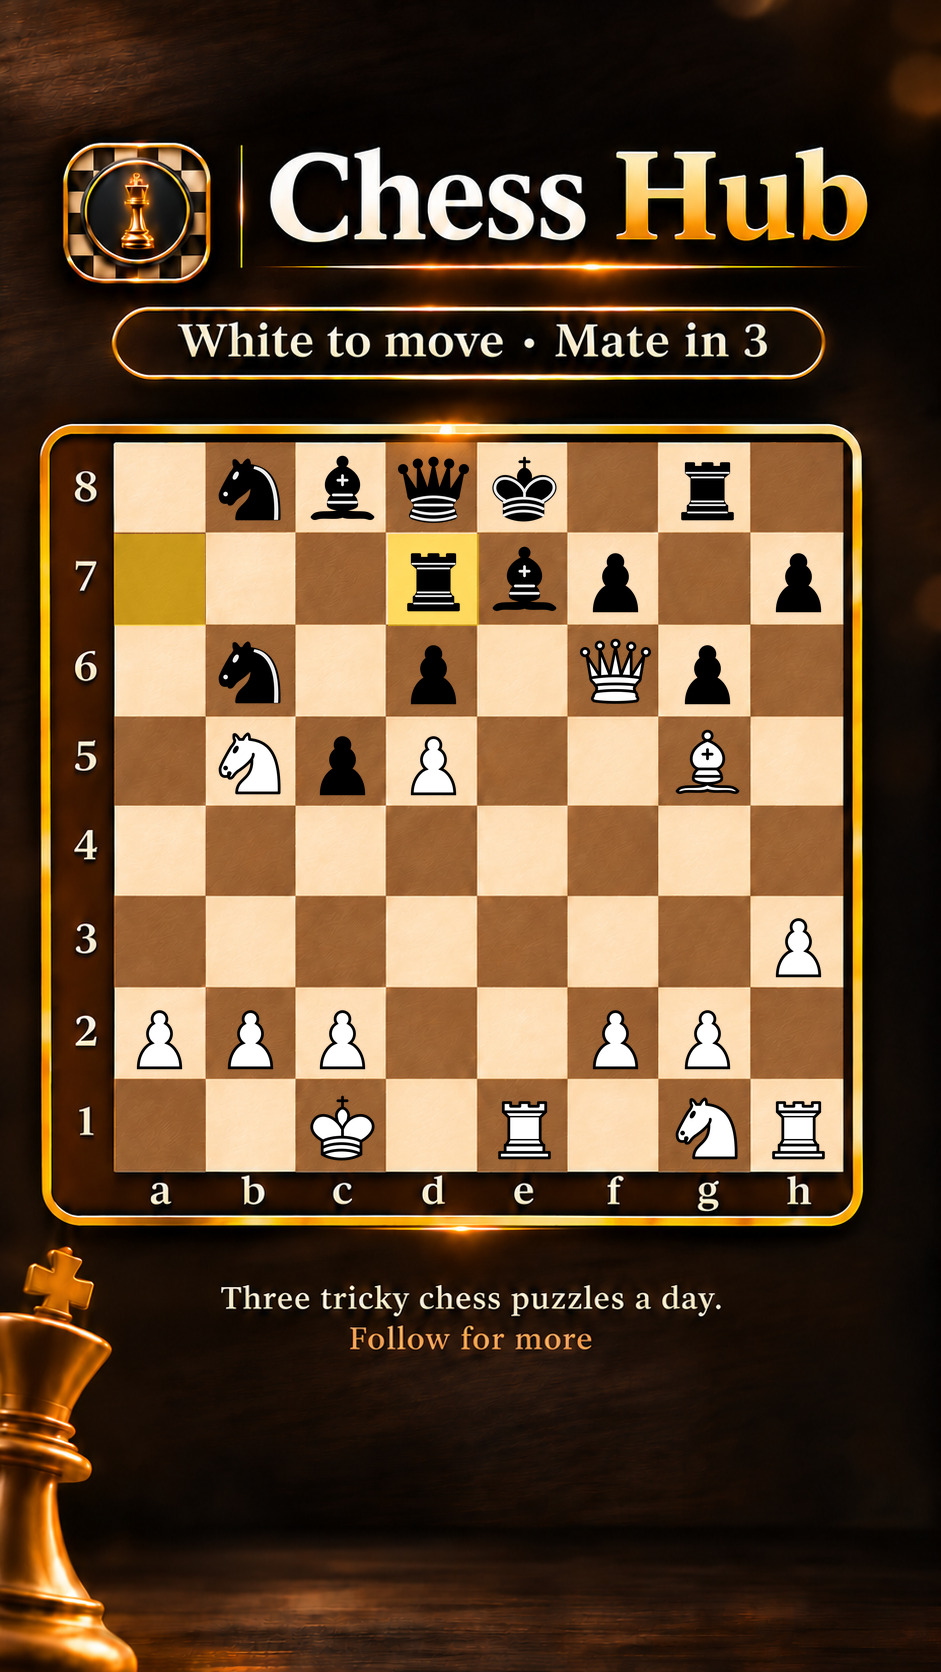 Chess Hub
White to move • Mate in 3
8
7
6
5
4
3
2
1
a b c d e f g h
Three tricky chess puzzles a day.
Follow for more